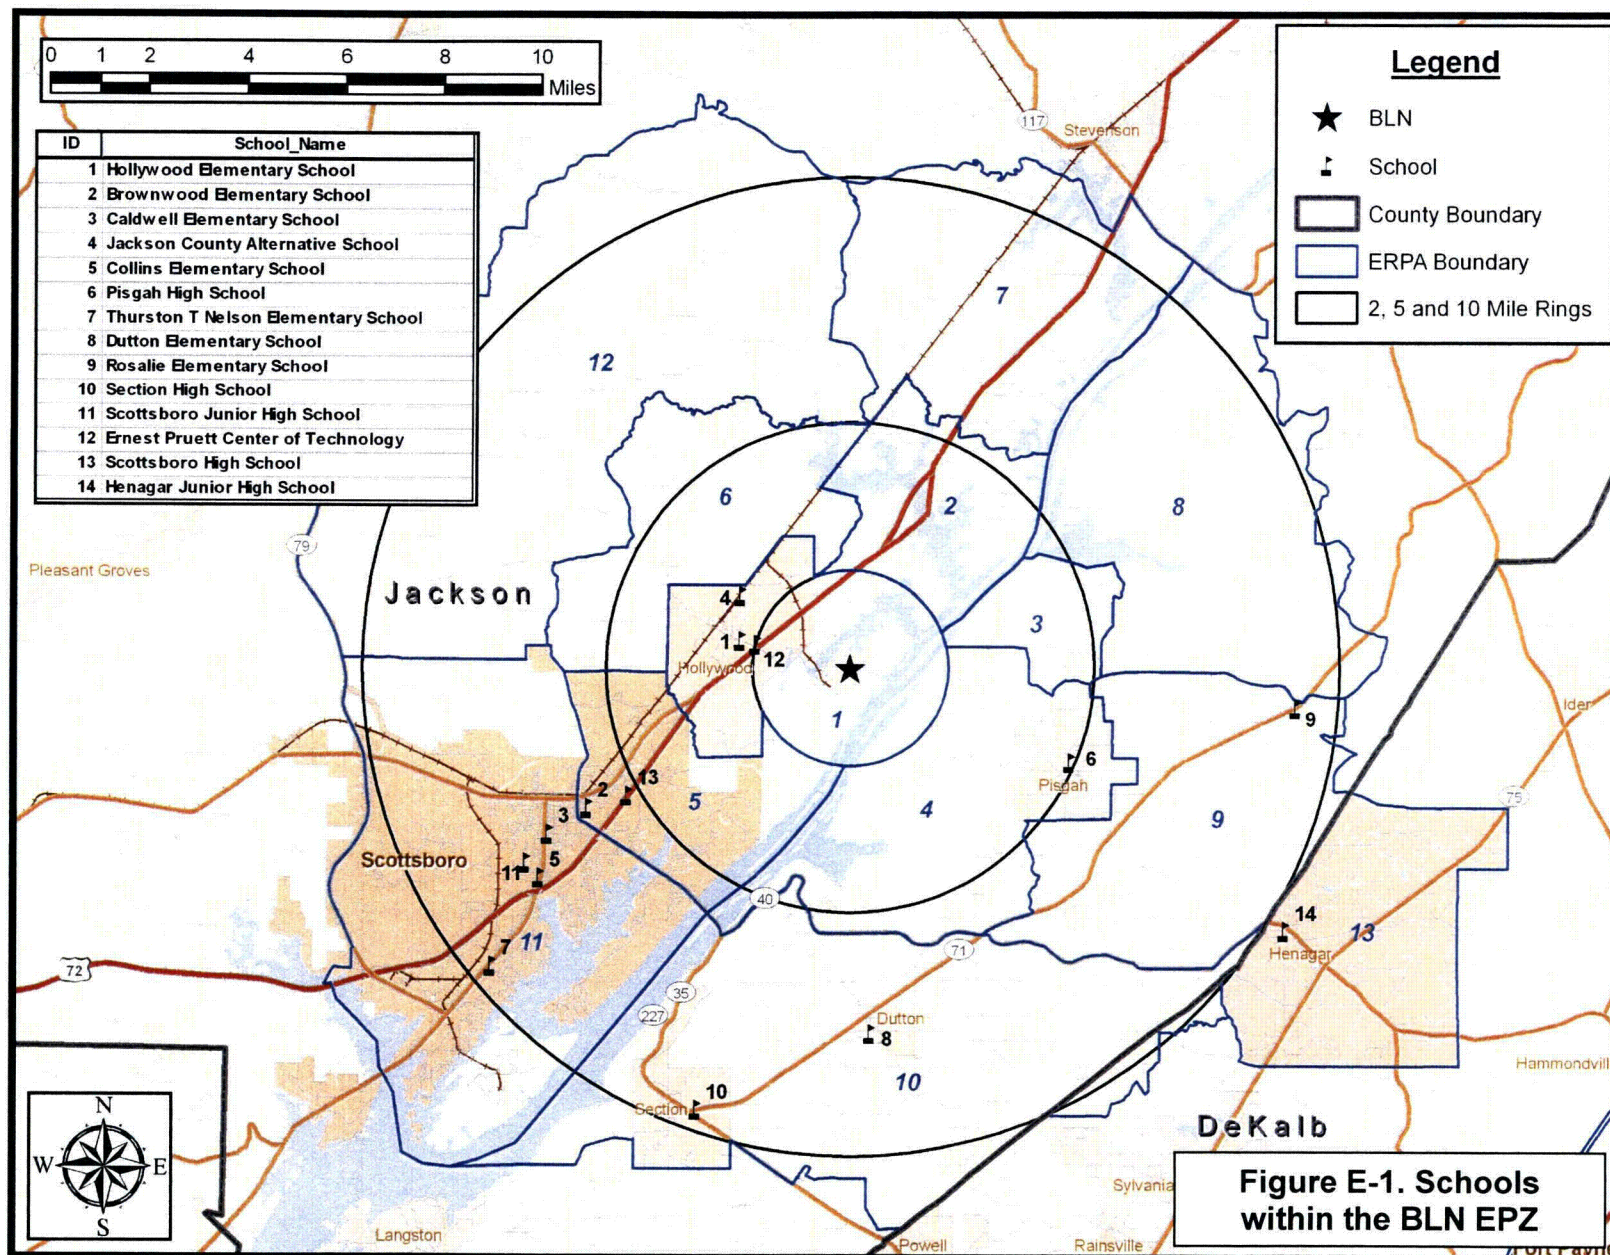 0 1 2 4 6 8 10
Miles
ID School_Name
1 Hollywood Elementary School
2 Brownwood Elementary School
3 Caldwell Elementary School
4 Jackson County Alternative School
5 Collins Elementary School
6 Pisgah High School
7 Thurston T Nelson Elementary School
8 Dutton Elementary School
9 Rosalie Elementary School
10 Section High School
11 Scottsboro Junior High School
12 Ernest Pruett Center of Technology
13 Scottsboro High School
14 Henagar Junior High School
Legend
BLN
School
County Boundary
ERPA Boundary
2, 5 and 10 Mile Rings
117
Stevenson
7
12
6
2
8
79
Pleasant Groves
Jackson
4
1
12
Hollywood
3
1
9
Ider
6
Pisgah
13
2
3
5
4
9
75
Scottsboro
5
11
40
14
13
Henagar
11
7
71
72
35
227
Dutton
8
10
10
Section
Hammondvill
DeKalb
N
W E
S
Langston
Powell
Sylvania
Rainsville
Figure E-1. Schools
within the BLN EPZ